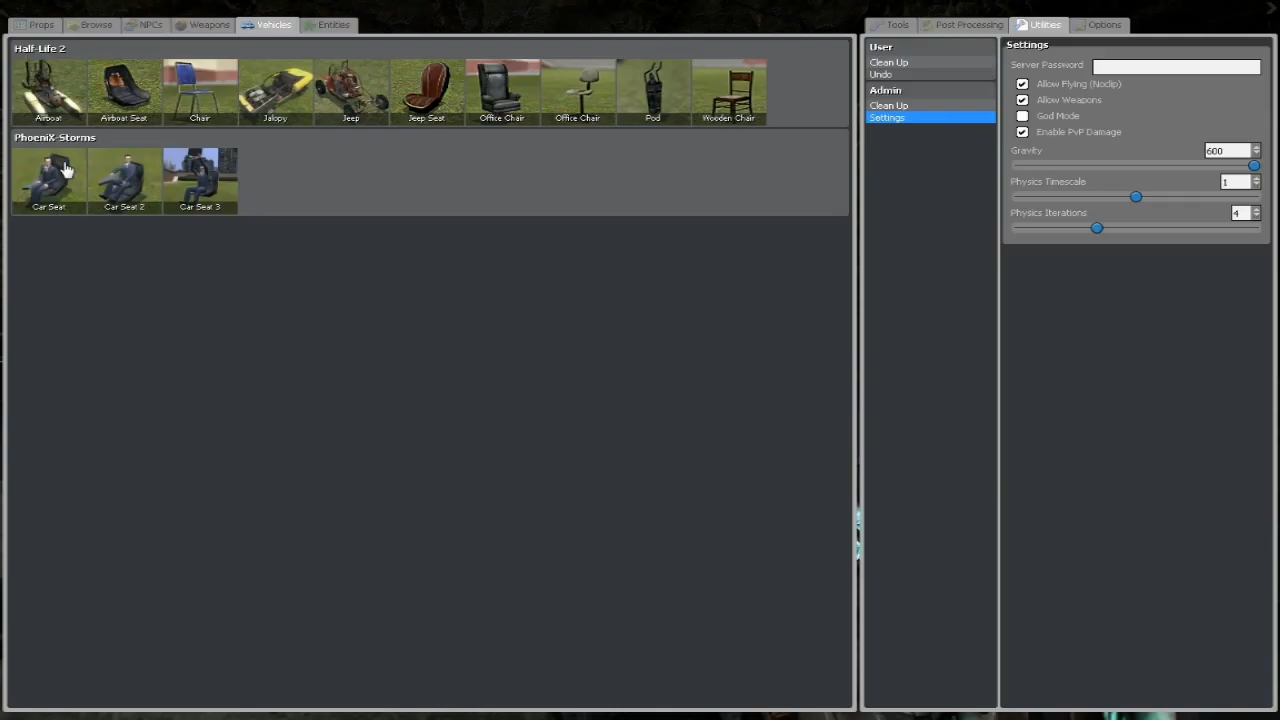 Props Browse NPCs Weapons Vehicles Entities
Half-Life 2
Airboat Airboat Seat Chair Jalopy Jeep Jeep Seat Office Chair Office Chair Pod Wooden Chair
PhoeniX-Storms
Car Seat Car Seat 2 Car Seat 3
Tools Post Processing Utilities Options
User
Clean Up
Undo
Admin
Clean Up
Settings
Settings
Server Password
Allow Flying (Noclip)
Allow Weapons
God Mode
Enable PvP Damage
Gravity 600
Physics Timescale 1
Physics Iterations 4